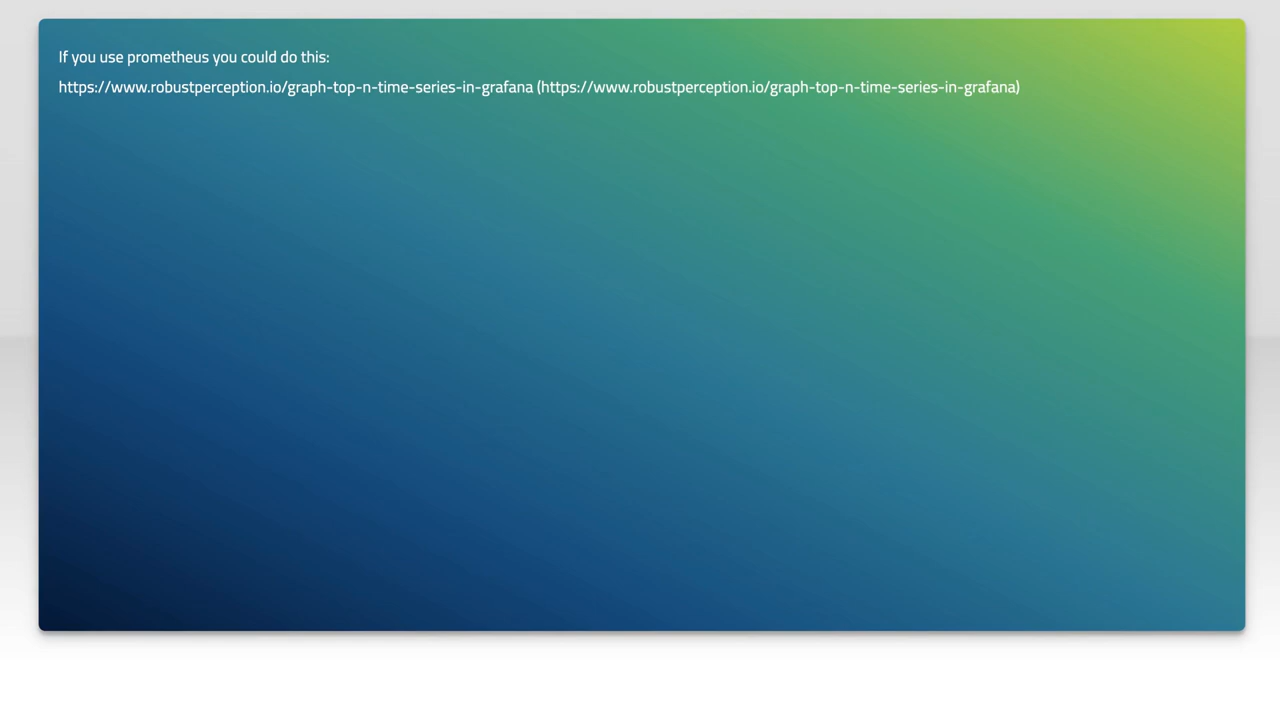 If you use prometheus you could do this:
https://www.robustperception.io/graph-top-n-time-series-in-grafana (https://www.robustperception.io/graph-top-n-time-series-in-grafana)